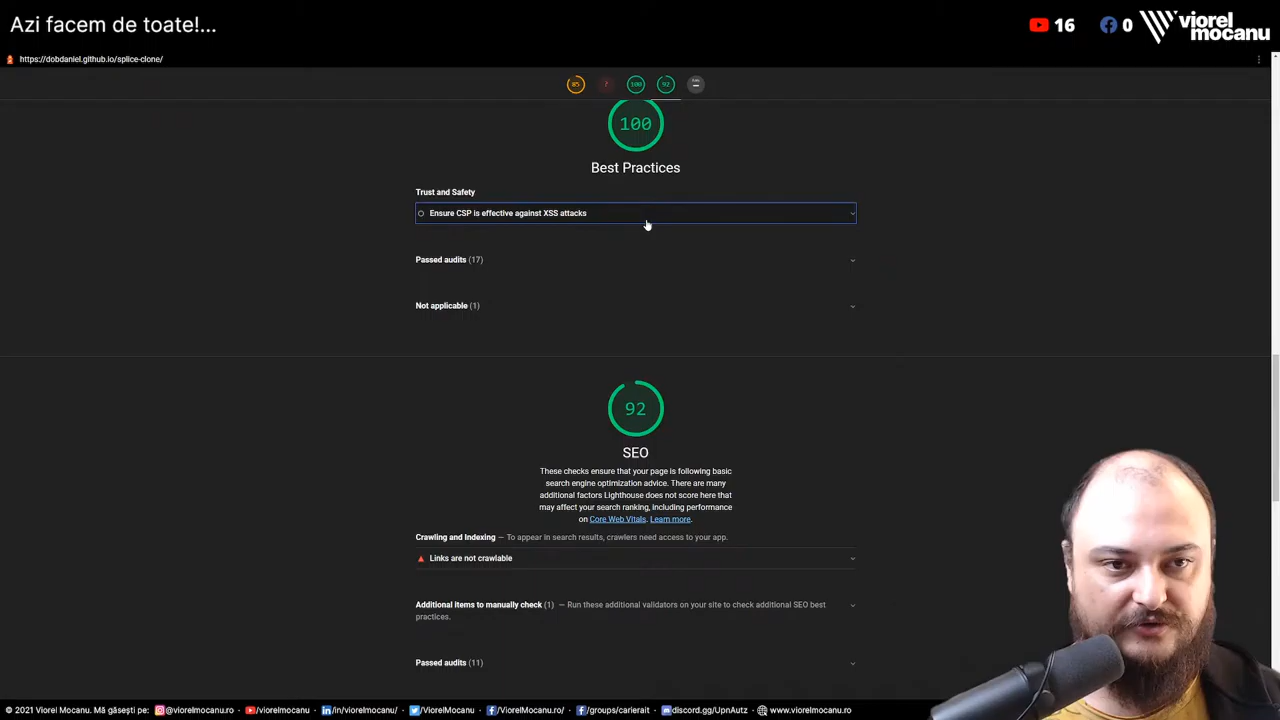 Azi facem de toate!...
16
0
viorel
mocanu
https://dobdaniel.github.io/splice-clone/
85
?
100
92
100
Best Practices
Trust and Safety
Ensure CSP is effective against XSS attacks
Passed audits (17)
Not applicable (1)
92
SEO
These checks ensure that your page is following basic
search engine optimization advice. There are many
additional factors Lighthouse does not score here that
may affect your search ranking, including performance
on Core Web Vitals. Learn more.
Crawling and Indexing — To appear in search results, crawlers need access to your app.
Links are not crawlable
Additional items to manually check (1) — Run these additional validators on your site to check additional SEO best
practices.
Passed audits (11)
© 2021 Viorel Mocanu. Mă găsești pe: @viorelmocanu.ro · /viorelmocanu · /in/viorelmocanu/ · /ViorelMocanu · /ViorelMocanu.ro/ · /groups/carierait · discord.gg/UpnAutz · www.viorelmocanu.ro